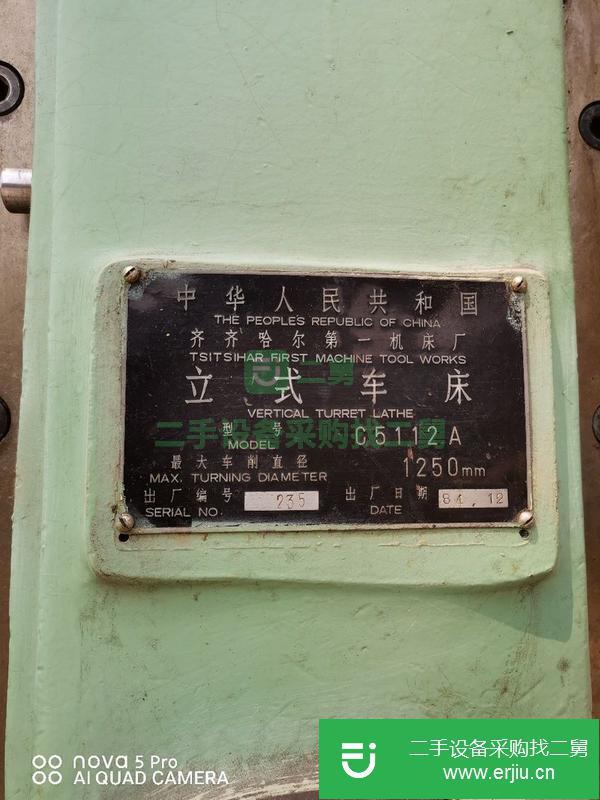 中华人民共和国
THE PEOPLES REPUBLIC OF CHINA
齐齐哈尔第一机床厂
TSITSIHAR FIRST MACHINE TOOL WORKS
立式车床
二舅
VERTICAL TURRET LATHE
二手设备采购找二舅
型号 C5112A
MODEL
最大车削直径 1250mm
MAX. TURNING DIAMETER
出厂编号 235 出厂日期 84.12
SERIAL NO. DATE
nova 5 Pro
AI QUAD CAMERA
二手设备采购找二舅
www.erjiu.cn